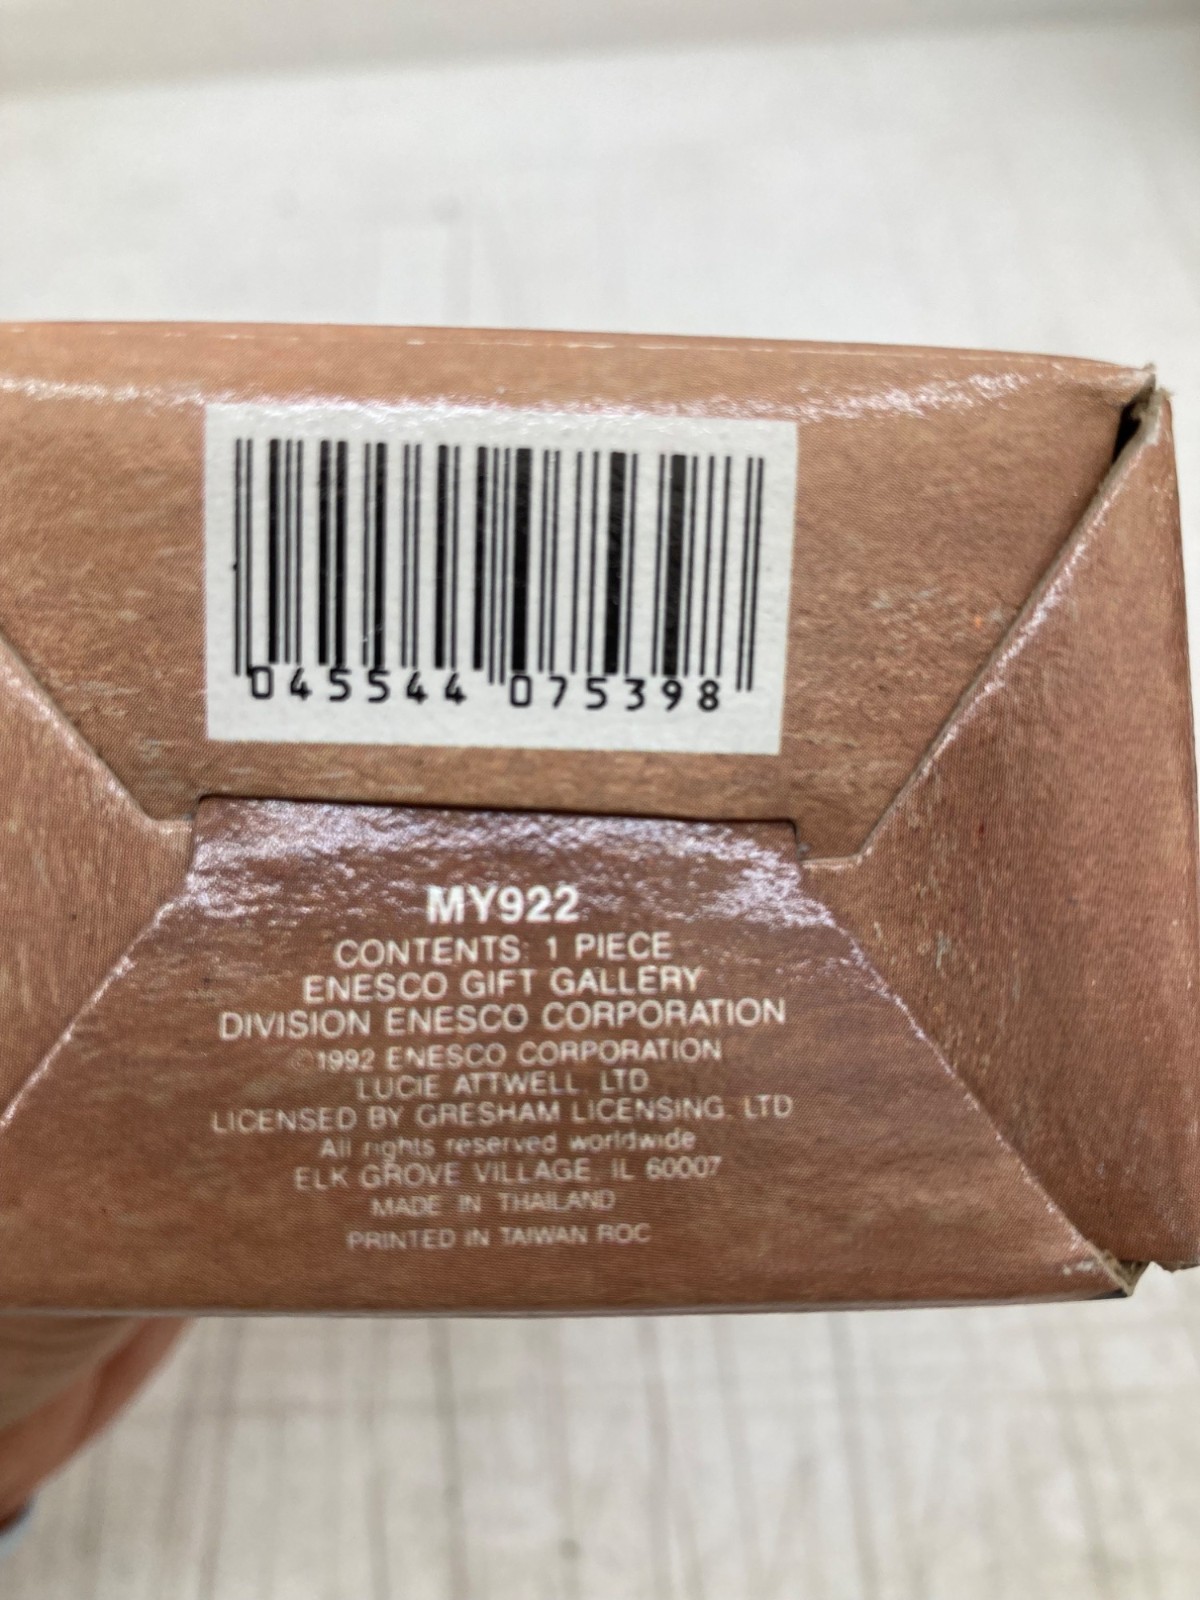 045544 075398
MY922
CONTENTS: 1 PIECE
ENESCO GIFT GALLERY
DIVISION ENESCO CORPORATION
©1992 ENESCO CORPORATION
LUCIE ATTWELL, LTD
LICENSED BY GRESHAM LICENSING, LTD
All rights reserved worldwide
ELK GROVE VILLAGE, IL 60007
MADE IN THAILAND
PRINTED IN TAIWAN ROC